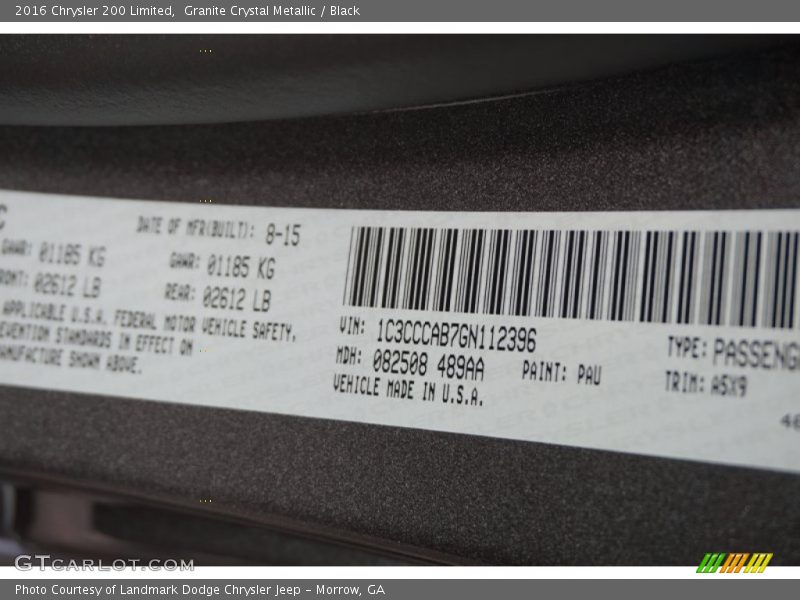 2016 Chrysler 200 Limited,  Granite Crystal Metallic / Black
DATE OF MFR(BUILT): 8-15
GAWR: 01185 KG GAWR: 01185 KG
FRONT: 02612 LB REAR: 02612 LB
APPLICABLE U.S.A. FEDERAL MOTOR VEHICLE SAFETY,
STANDARDS IN EFFECT ON
SHOWN ABOVE.
VIN: 1C3CCCAB7GN112396 TYPE: PASSENG
MDH: 082508 489AA PAINT: PAU TRIM: A5X9
VEHICLE MADE IN U.S.A.
GTCARLOT.COM
Photo Courtesy of Landmark Dodge Chrysler Jeep – Morrow, GA